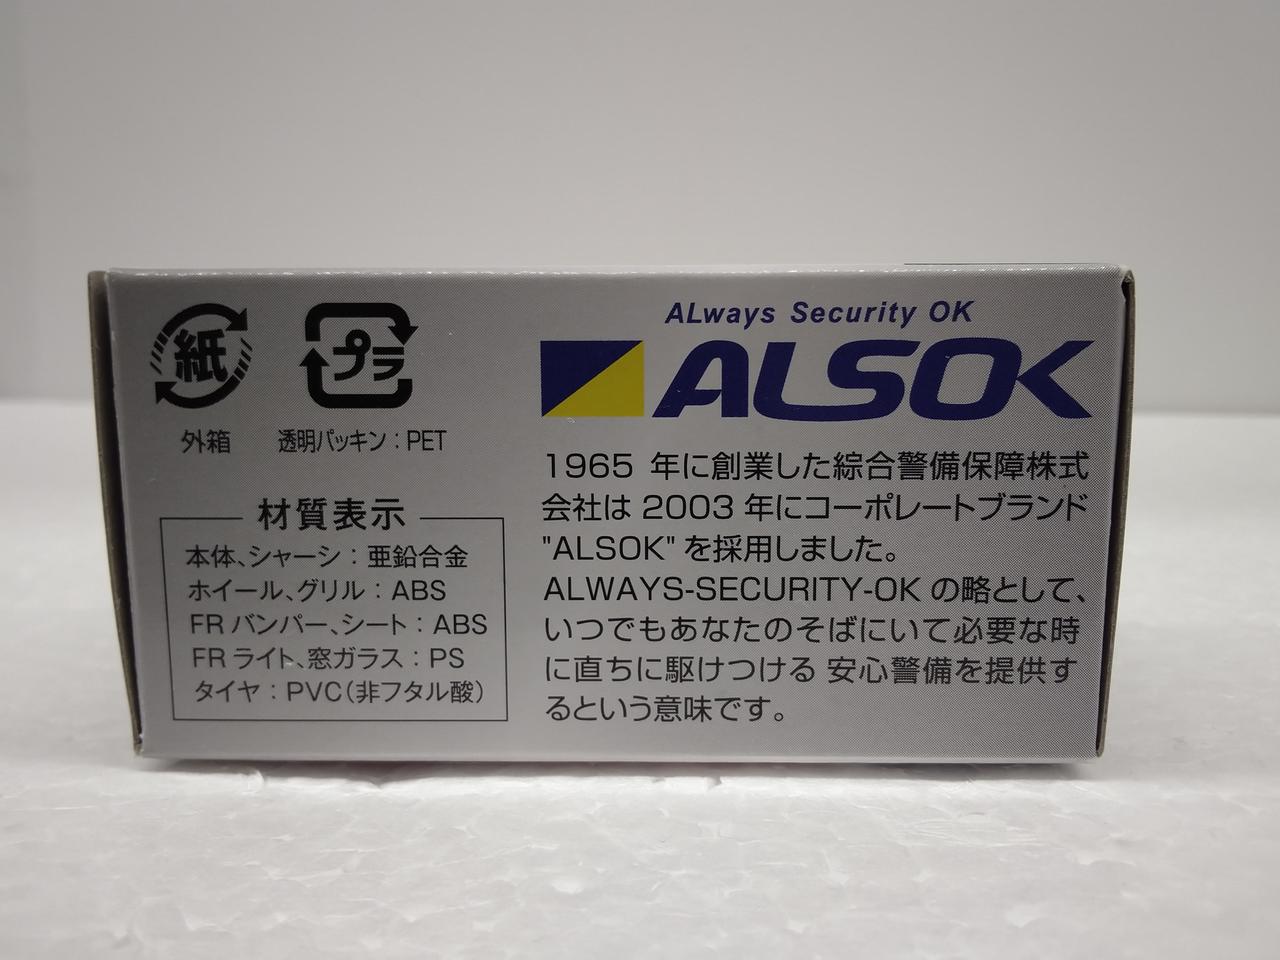 紙
外箱
プラ
透明パッキン：PET
材質表示
本体、シャーシ：亜鉛合金
ホイール、グリル：ABS
FRバンパー、シート：ABS
FRライト、窓ガラス：PS
タイヤ：PVC（非フタル酸）
ALways Security OK
ALSOK
1965 年に創業した綜合警備保障株式
会社は 2003 年にコーポレートブランド
"ALSOK" を採用しました。
ALWAYS-SECURITY-OK の略として、
いつでもあなたのそばにいて必要な時
に直ちに駆けつける 安心警備を提供す
るという意味です。